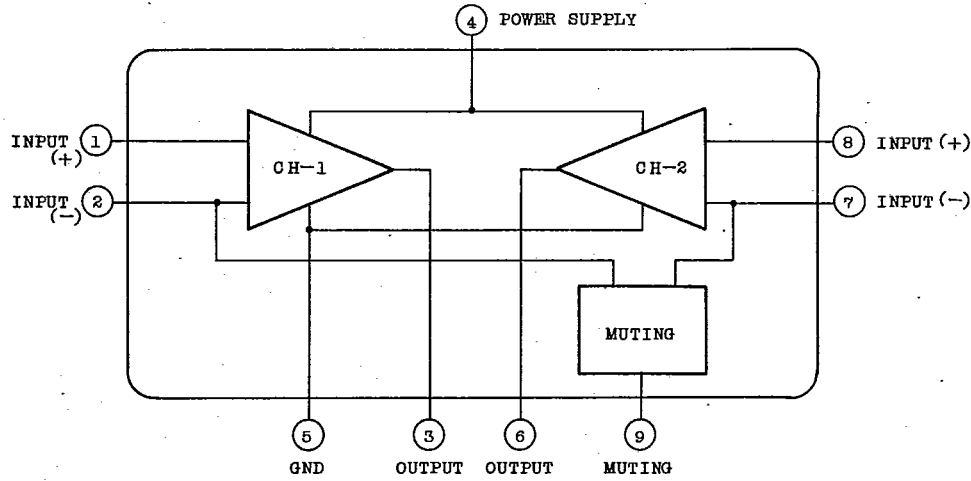 4 POWER SUPPLY
INPUT (+) 1
CH-1
CH-2
8 INPUT (+)
INPUT (-) 2
7 INPUT (-)
MUTING
5
3
6
9
GND
OUTPUT
OUTPUT
MUTING